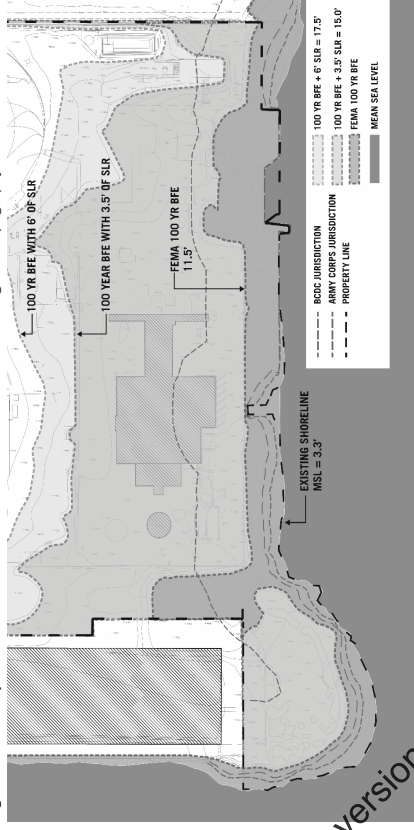 100 YR BFE WITH 6' OF SLR
100 YEAR BFE WITH 3.5' OF SLR
FEMA 100 YR BFE
11.5'
EXISTING SHORELINE
MSL = 3.3'
BCDC JURISDICTION
ARMY CORPS JURISDICTION
PROPERTY LINE
100 YR BFE + 6' SLR = 17.5'
100 YR BFE + 3.5' SLR = 15.0'
FEMA 100 YR BFE
MEAN SEA LEVEL
version